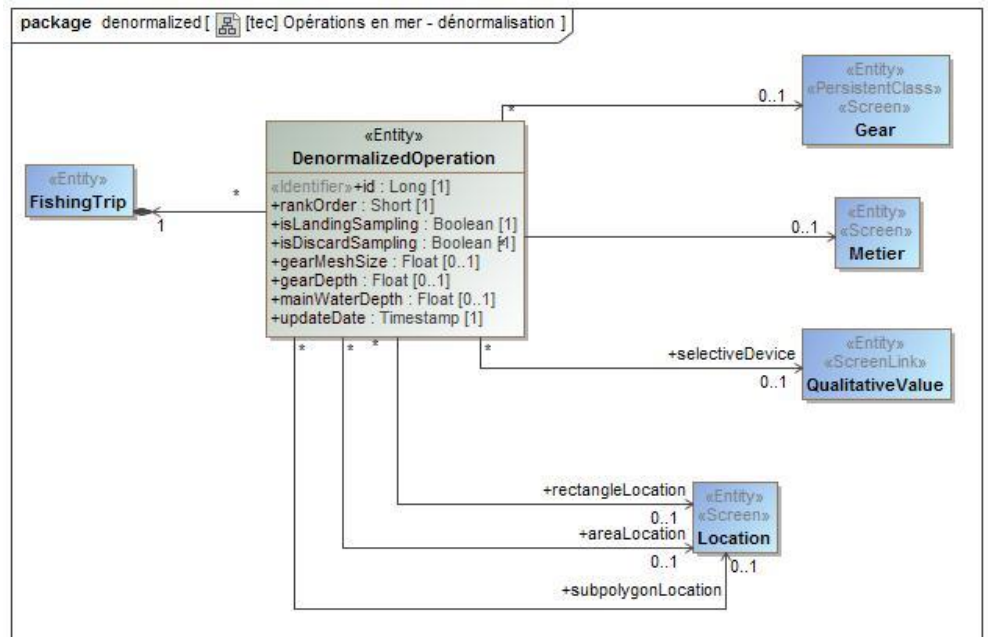 package denormalized [ [tec] Opérations en mer - dénormalisation ]
«Entity»
«PersistentClass»
«Screen»
Gear
0..1
*
«Entity»
DenormalizedOperation
«Identifier»+id : Long [1]
+rankOrder : Short [1]
+isLandingSampling : Boolean [1]
+isDiscardSampling : Boolean [1]
+gearMeshSize : Float [0..1]
+gearDepth : Float [0..1]
+mainWaterDepth : Float [0..1]
+updateDate : Timestamp [1]
«Entity»
FishingTrip
*
1
«Entity»
«Screen»
Metier
0..1
*
«Entity»
«ScreenLink»
QualitativeValue
+selectiveDevice
0..1
*
*
*
*
+rectangleLocation
0..1
+areaLocation
0..1
+subpolygonLocation
0..1
«Entity»
«Screen»
Location